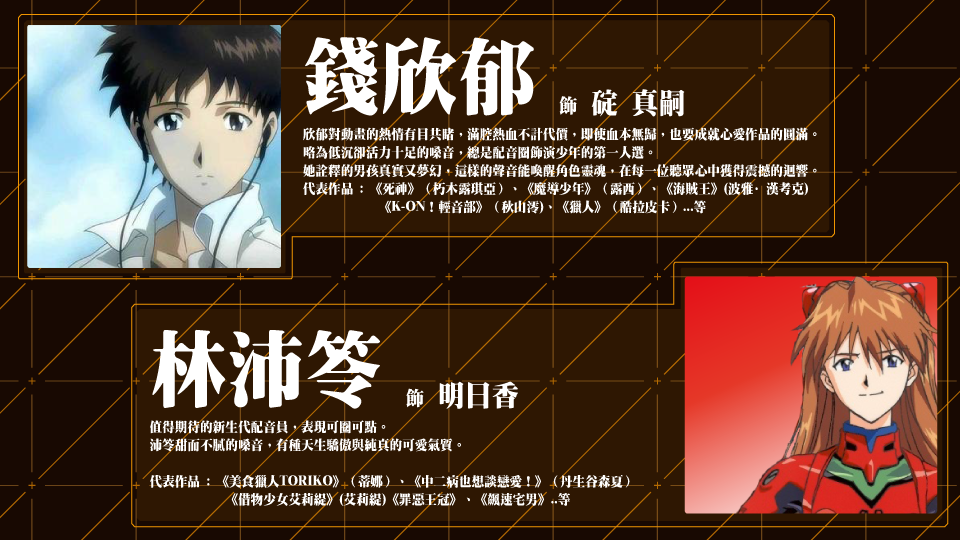 錢欣郁 飾 碇 真嗣
欣郁對動畫的熱情有目共睹，滿腔熱血不計代價，即使血本無歸，也要成就心愛作品的圓滿。
略為低沉卻活力十足的嗓音，總是配音圈飾演少年的第一人選。
她詮釋的男孩真實又夢幻，這樣的聲音能喚醒角色靈魂，在每一位聽眾心中獲得震撼的迴響。
代表作品：《死神》（朽木露琪亞）、《魔導少年》（露西）、《海賊王》(波雅·漢考克)
《K-ON！輕音部》（秋山澪）、《獵人》（酷拉皮卡）...等
林沛笭 飾 明日香
值得期待的新生代配音員，表現可圈可點。
沛笭甜而不膩的嗓音，有種天生驕傲與純真的可愛氣質。
代表作品：《美食獵人TORIKO》（蒂娜）、《中二病也想談戀愛！》（丹生谷森夏）
《借物少女艾莉緹》(艾莉緹)《罪惡王冠》、《飆速宅男》..等